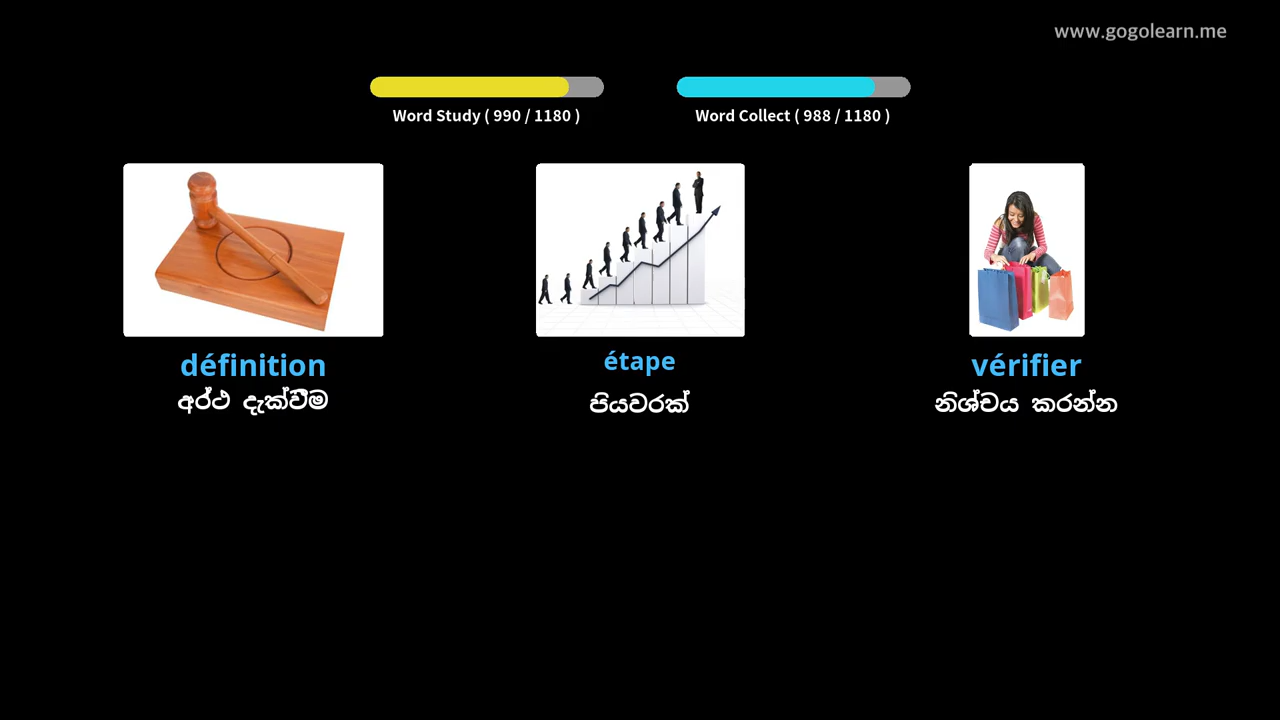 www.gogolearn.me
Word Study ( 990 / 1180 )
Word Collect ( 988 / 1180 )
définition
අර්ථ දැක්වීම
étape
පියවරක්
vérifier
නිශ්චය කරන්න